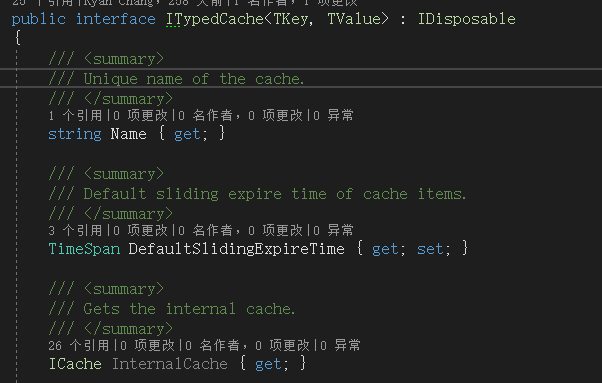 25 个引用|Ryan Chang，258 天前|1 名作者，1 项更改
public interface ITypedCache<TKey, TValue> : IDisposable
{
/// <summary>
/// Unique name of the cache.
/// </summary>
1 个引用|0 项更改|0 名作者，0 项更改|0 异常
string Name { get; }
/// <summary>
/// Default sliding expire time of cache items.
/// </summary>
3 个引用|0 项更改|0 名作者，0 项更改|0 异常
TimeSpan DefaultSlidingExpireTime { get; set; }
/// <summary>
/// Gets the internal cache.
/// </summary>
26 个引用|0 项更改|0 名作者，0 项更改|0 异常
ICache InternalCache { get; }